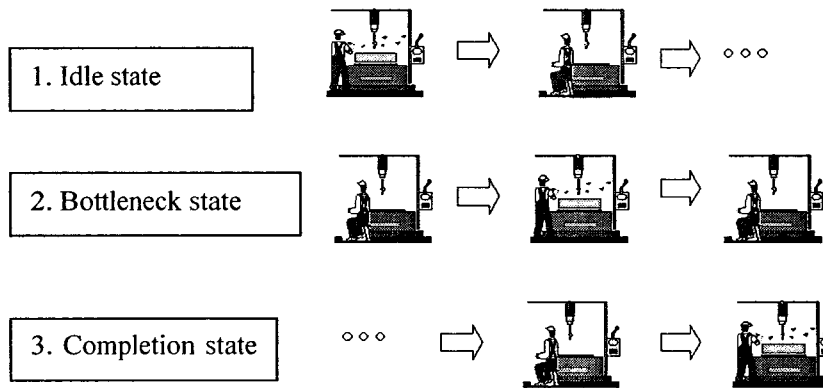 1. Idle state
2. Bottleneck state
3. Completion state